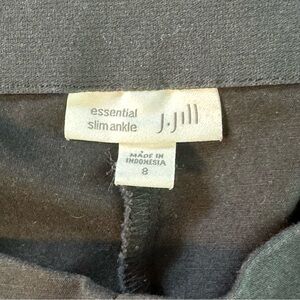 essential
slim ankle
J.Jill
MADE IN
INDONESIA
8